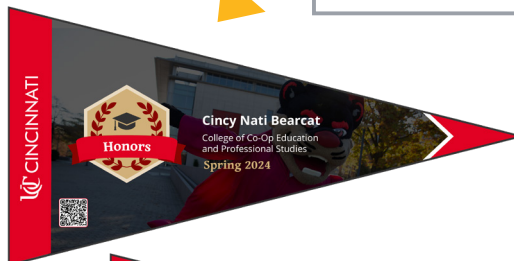 UC CINCINNATI
Honors
Cincy Nati Bearcat
College of Co-Op Education
and Professional Studies
Spring 2024